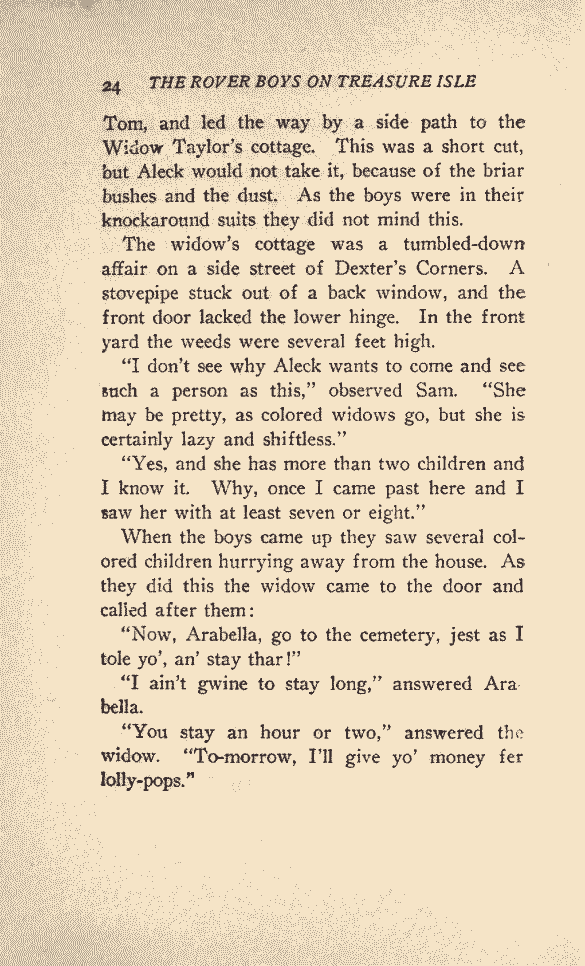 24 THE ROVER BOYS ON TREASURE ISLE
Tom, and led the way by a side path to the
Widow Taylor's cottage. This was a short cut,
but Aleck would not take it, because of the briar
bushes and the dust. As the boys were in their
knockaround suits they did not mind this.
The widow's cottage was a tumbled-down
affair on a side street of Dexter's Corners. A
stovepipe stuck out of a back window, and the
front door lacked the lower hinge. In the front
yard the weeds were several feet high.
"I don't see why Aleck wants to come and see
such a person as this," observed Sam. "She
may be pretty, as colored widows go, but she is
certainly lazy and shiftless."
"Yes, and she has more than two children and
I know it. Why, once I came past here and I
saw her with at least seven or eight."
When the boys came up they saw several col-
ored children hurrying away from the house. As
they did this the widow came to the door and
called after them:
"Now, Arabella, go to the cemetery, jest as I
tole yo', an' stay thar!"
"I ain't gwine to stay long," answered Ara
bella.
"You stay an hour or two," answered the
widow. "To-morrow, I'll give yo' money fer
lolly-pops."